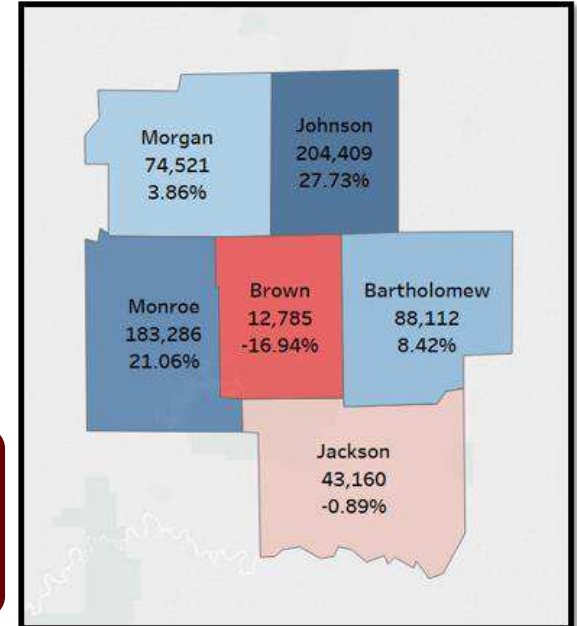 Morgan
74,521
3.86%
Johnson
204,409
27.73%
Monroe
183,286
21.06%
Brown
12,785
-16.94%
Bartholomew
88,112
8.42%
Jackson
43,160
-0.89%